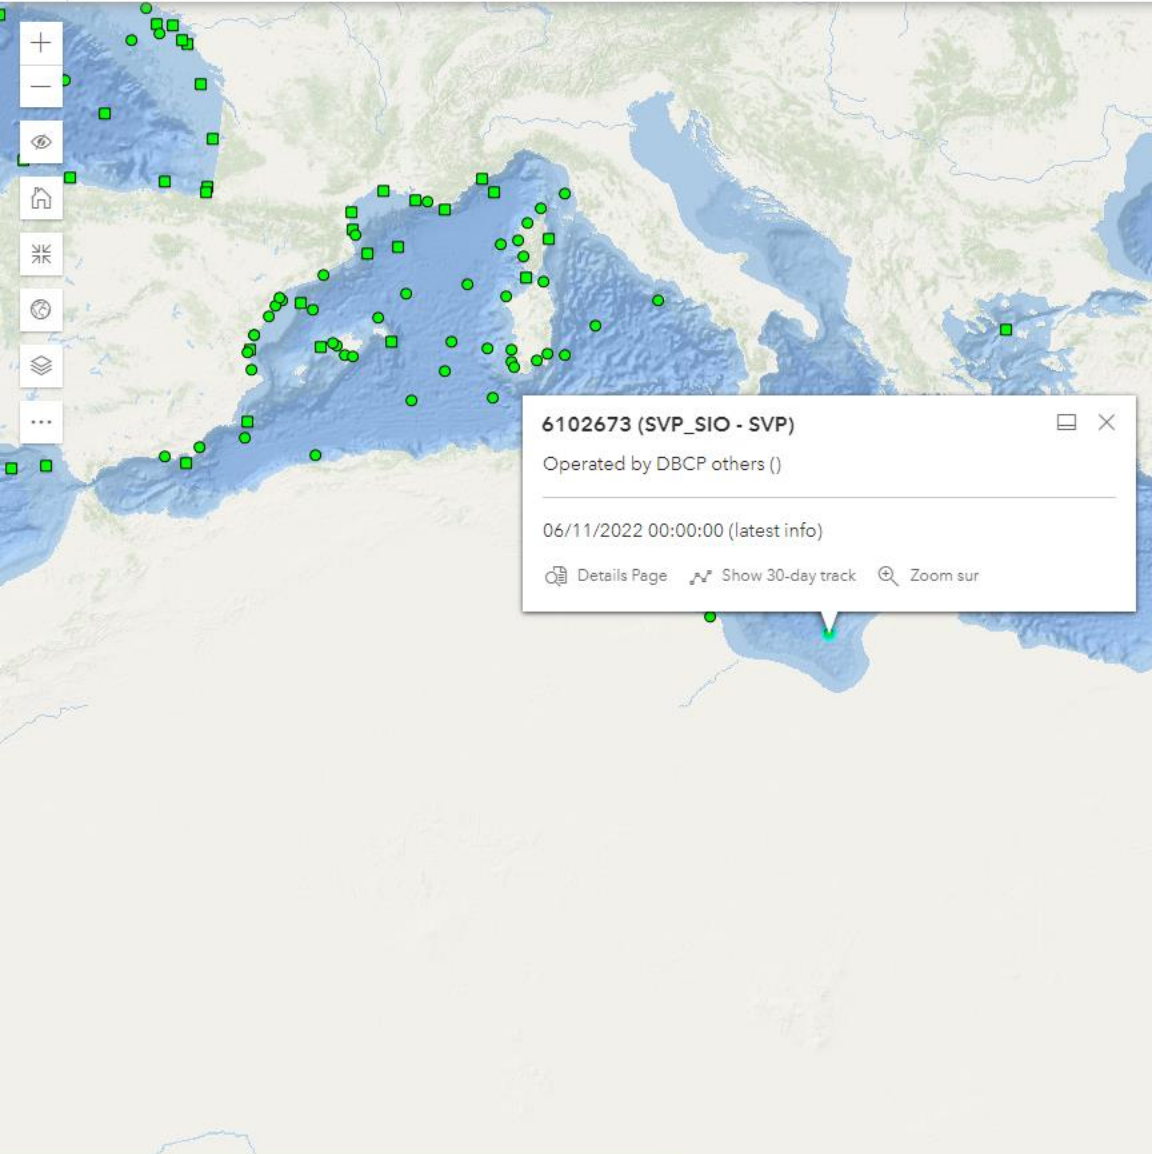 6102673 (SVP_SIO - SVP)
Operated by DBCP others ()
06/11/2022 00:00:00 (latest info)
Details Page Show 30-day track Zoom sur